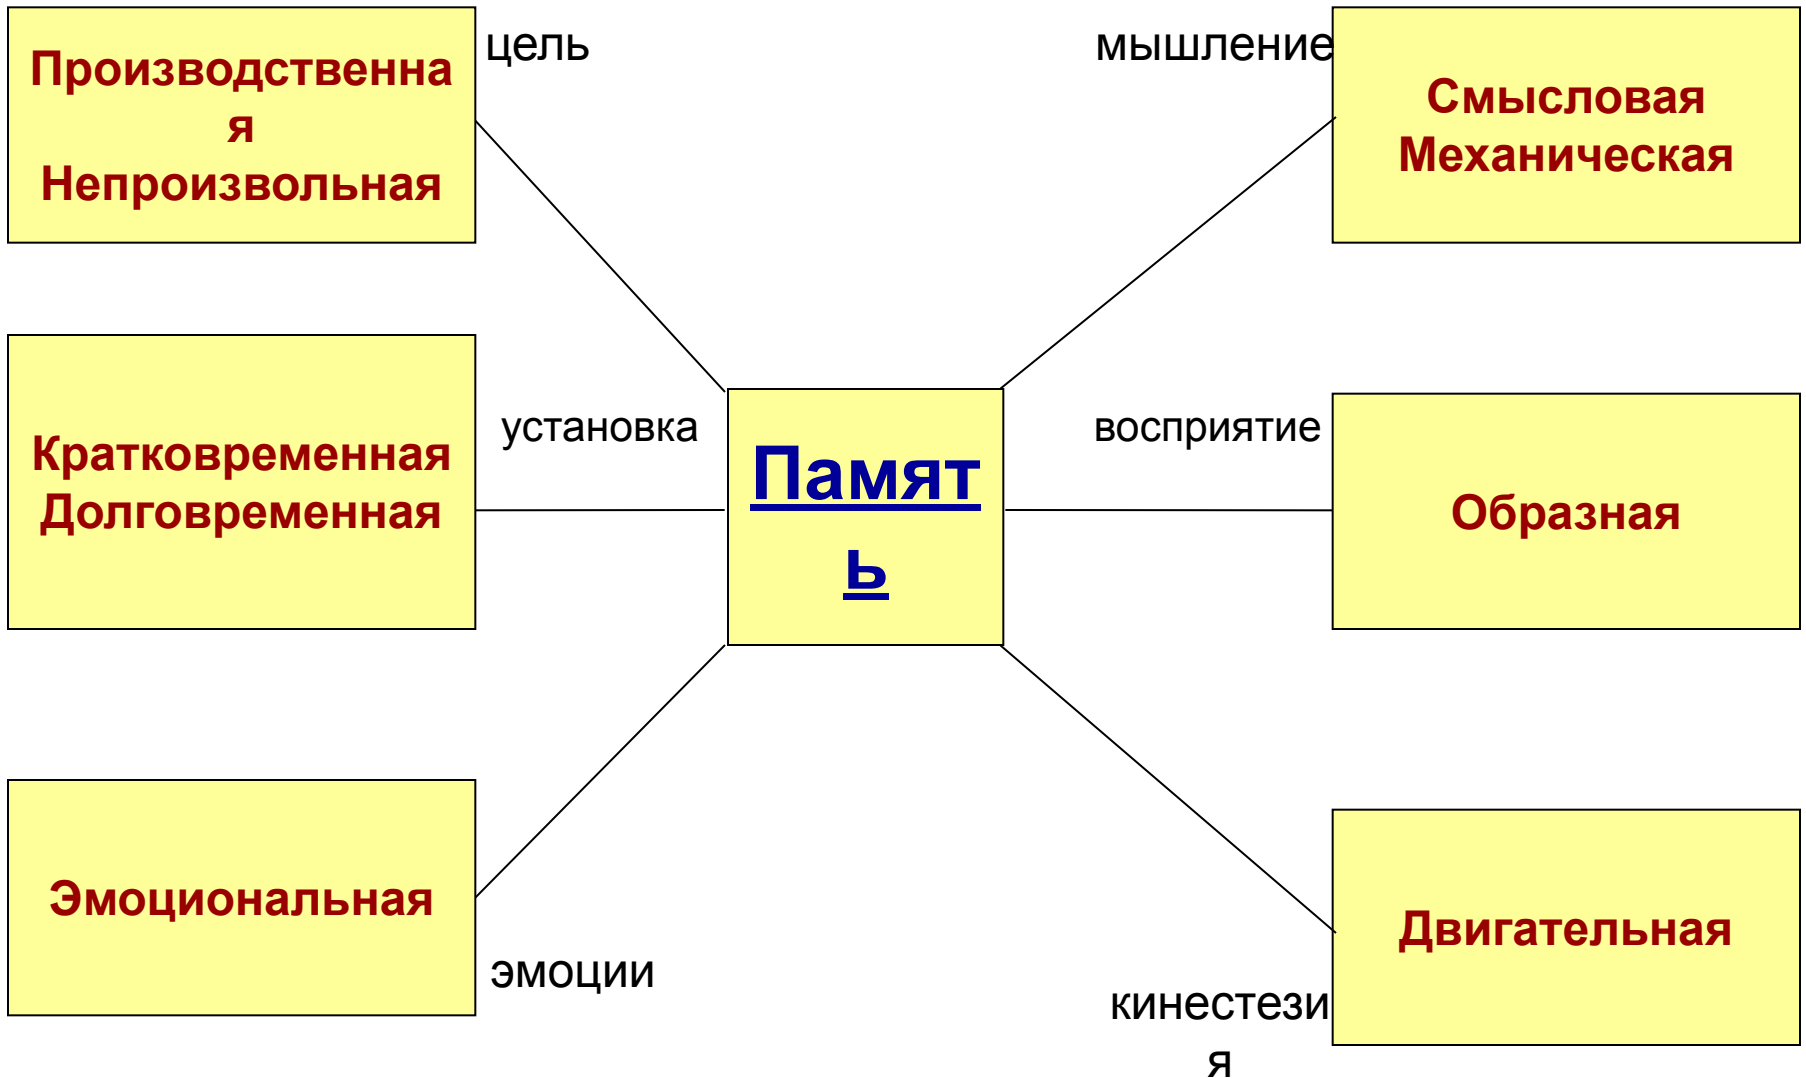 цель
Производственна
я
Непроизвольная
мышление
Смысловая
Механическая
установка
Кратковременная
Долговременная
Памят
ь
восприятие
Образная
Эмоциональная
эмоции
Двигательная
кинестези
я